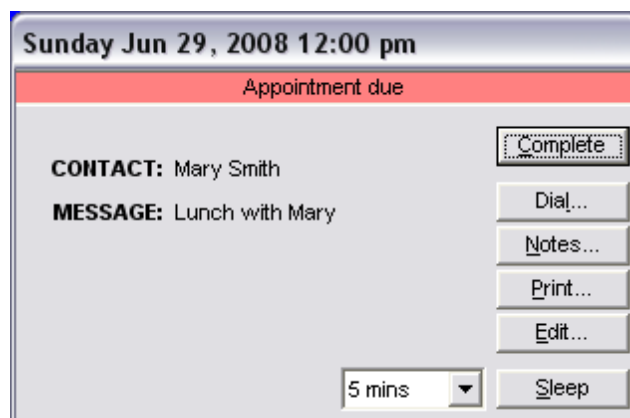 Sunday Jun 29, 2008 12:00 pm
Appointment due
Complete
CONTACT: Mary Smith
Dial...
MESSAGE: Lunch with Mary
Notes...
Print...
Edit...
5 mins Sleep